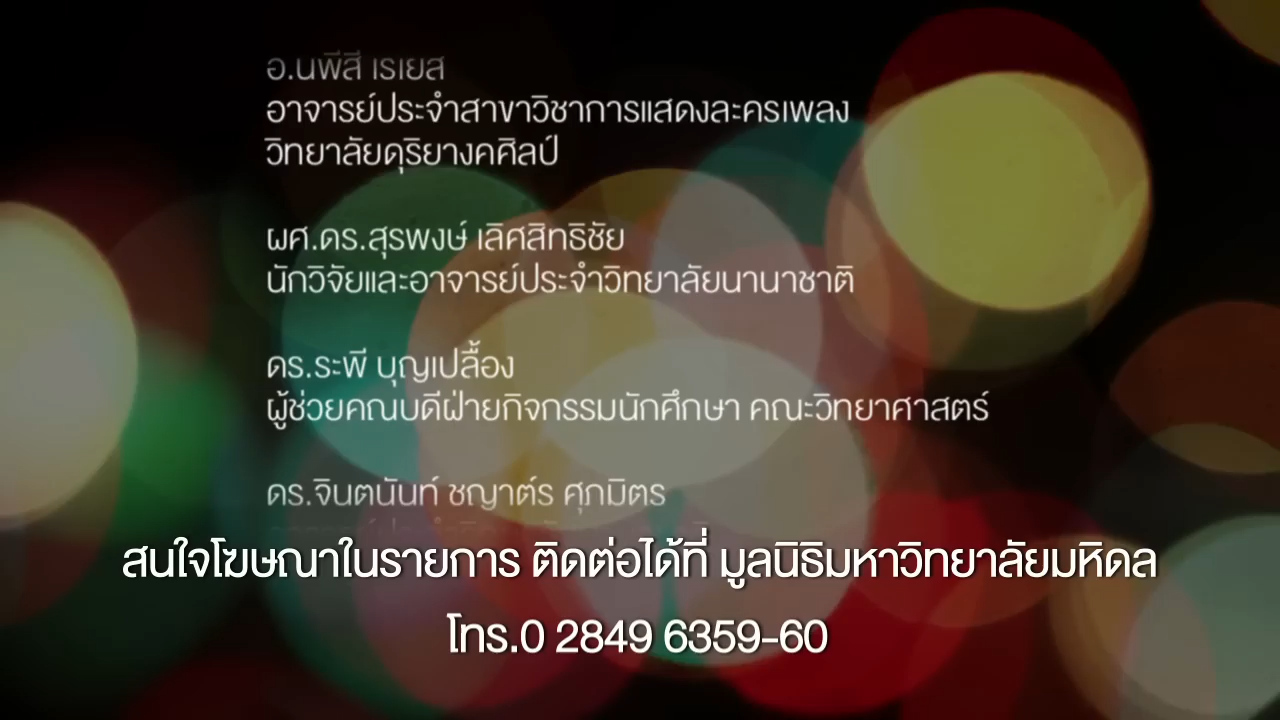 อ.นพีสี เรเยส
อาจารย์ประจำสาขาวิชาการแสดงละครเพลง
วิทยาลัยดุริยางคศิลป์
ผศ.ดร.สุรพงษ์ เลิศสิทธิชัย
นักวิจัยและอาจารย์ประจำวิทยาลัยนานาชาติ
ดร.ระพี บุญเปลื้อง
ผู้ช่วยคณบดีฝ่ายกิจกรรมนักศึกษา คณะวิทยาศาสตร์
ดร.จินตนันท์ ชญาต์ร ศุภมิตร
สนใจโฆษณาในรายการ ติดต่อได้ที่ มูลนิธิมหาวิทยาลัยมหิดล
โทร.0 2849 6359-60